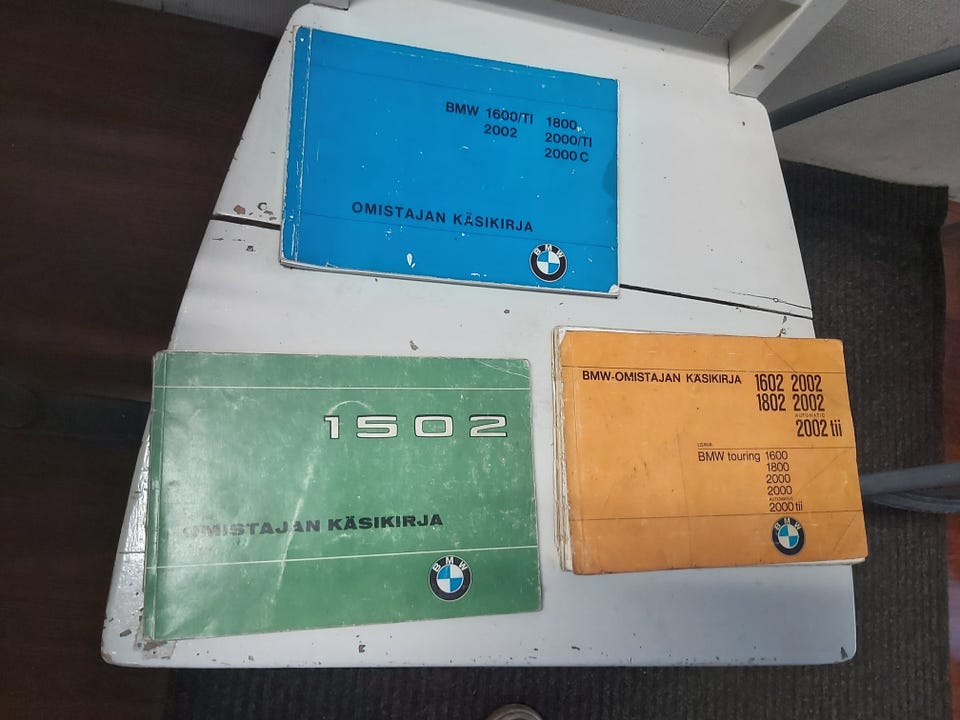 BMW 1600/TI 1800
2002 2000/TI
2000 C
OMISTAJAN KÄSIKIRJA
BMW
1502
OMISTAJAN KÄSIKIRJA
BMW
BMW-OMISTAJAN KÄSIKIRJA 1602 2002
1802 2002
AUTOMATIC
2002 tii
BMW touring 1600
1800
2000
2000
AUTOMATIC
2000 tii
BMW